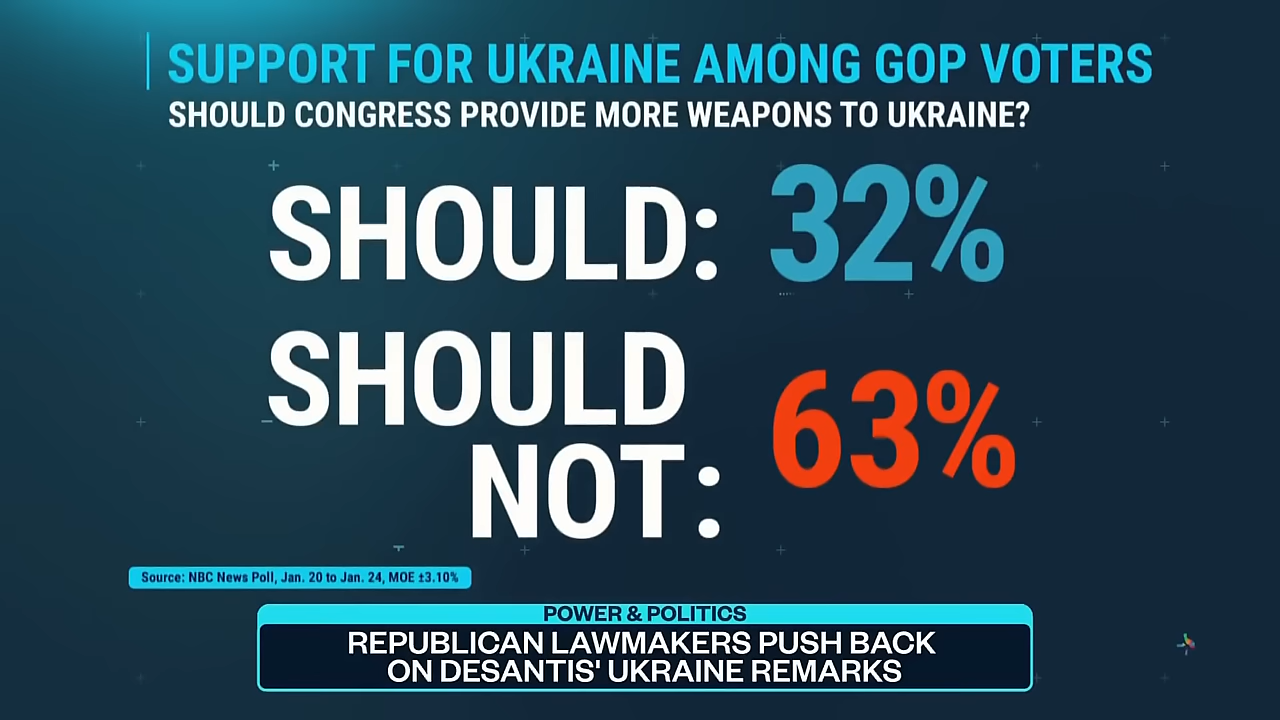 SUPPORT FOR UKRAINE AMONG GOP VOTERS
SHOULD CONGRESS PROVIDE MORE WEAPONS TO UKRAINE?
SHOULD: 32%
SHOULD
NOT: 63%
Source: NBC News Poll, Jan. 20 to Jan. 24, MOE ±3.10%
POWER & POLITICS
REPUBLICAN LAWMAKERS PUSH BACK
ON DESANTIS' UKRAINE REMARKS